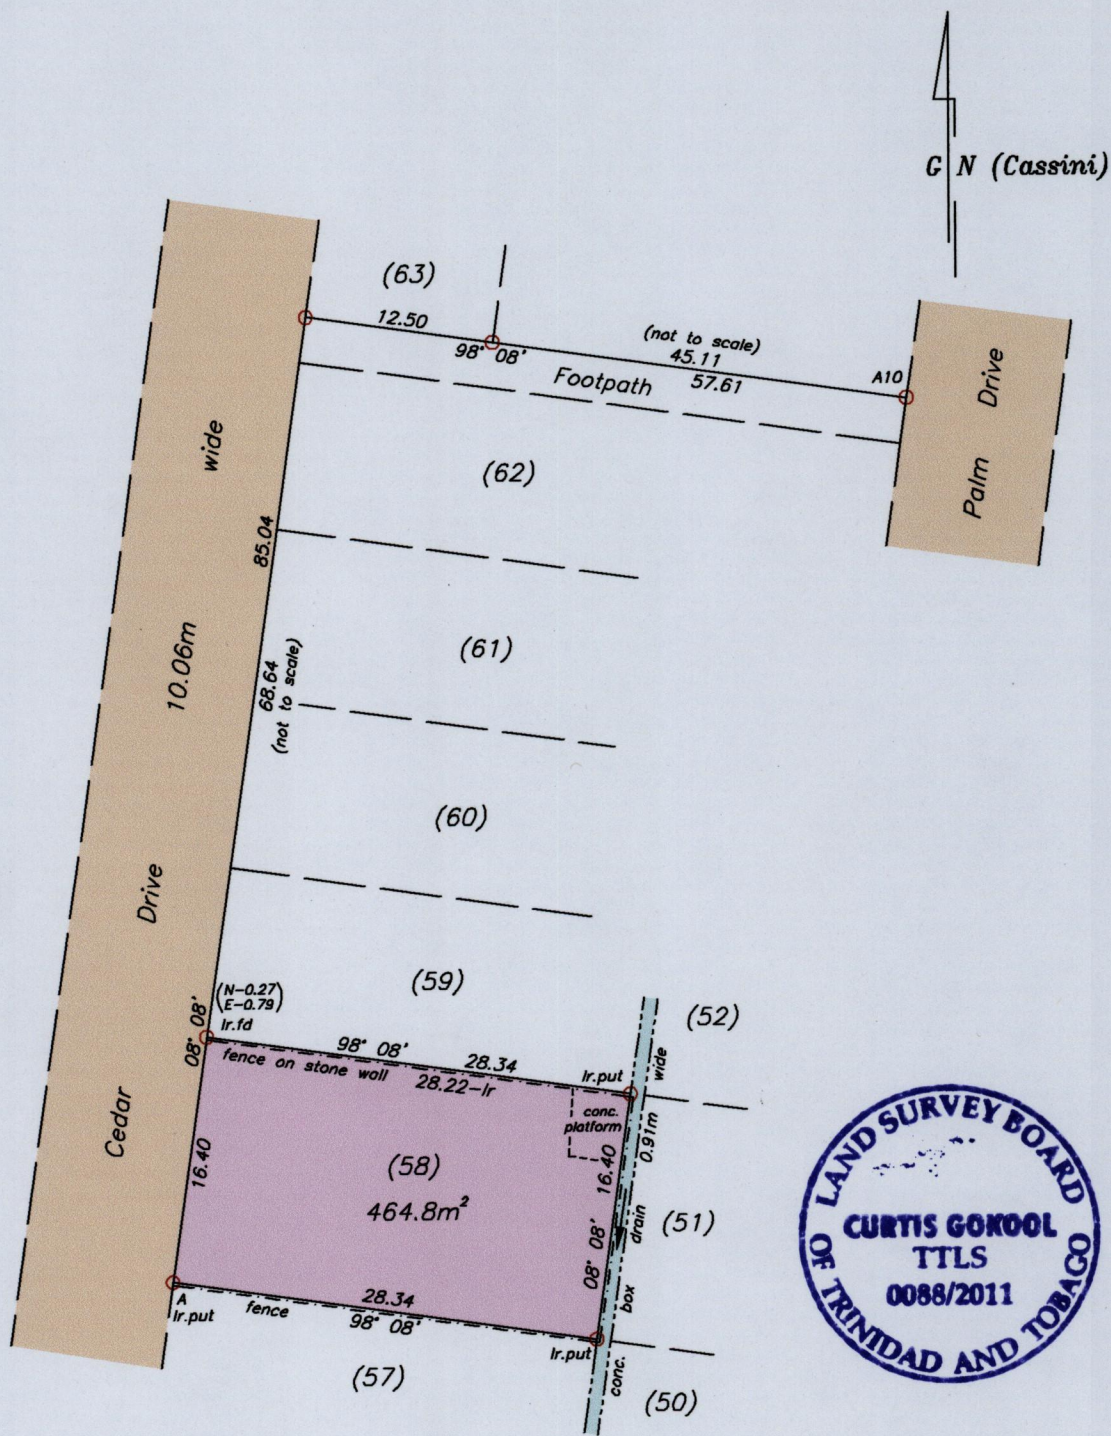 G N (Cassini)
(63)
12.50
98° 08'
(not to scale)
45.11
57.61
A10
Footpath
Palm Drive
(62)
wide
85.04
(61)
10.06m
68.64
(not to scale)
(60)
Drive
(59)
(N-0.27)
(E-0.79)
Ir.fd
08° 08'
98° 08'
28.34
fence on stone wall
28.22-Ir
Ir.put
(52)
wide
conc.
platform
0.91m
Cedar
16.40
(58)
464.8m²
16.40
08° 08'
drain
(51)
box
A
Ir.put
fence
28.34
98° 08'
Ir.put
conc.
(57)
(50)
LAND SURVEY BOARD
CURTIS GOKOOL
TTLS
0088/2011
OF TRINIDAD AND TOBAGO